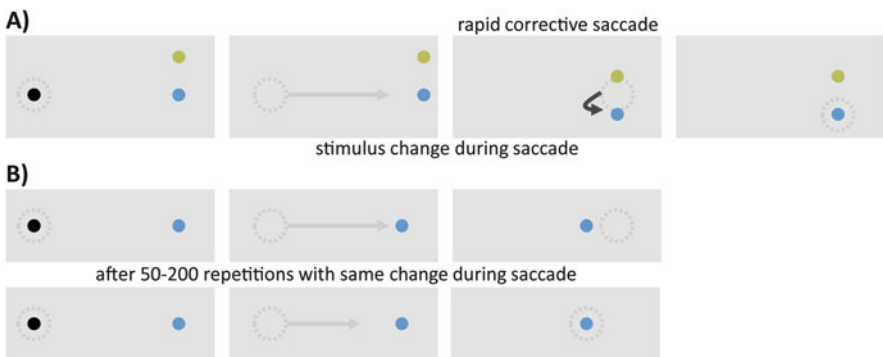 A)
rapid corrective saccade
stimulus change during saccade
B)
after 50-200 repetitions with same change during saccade